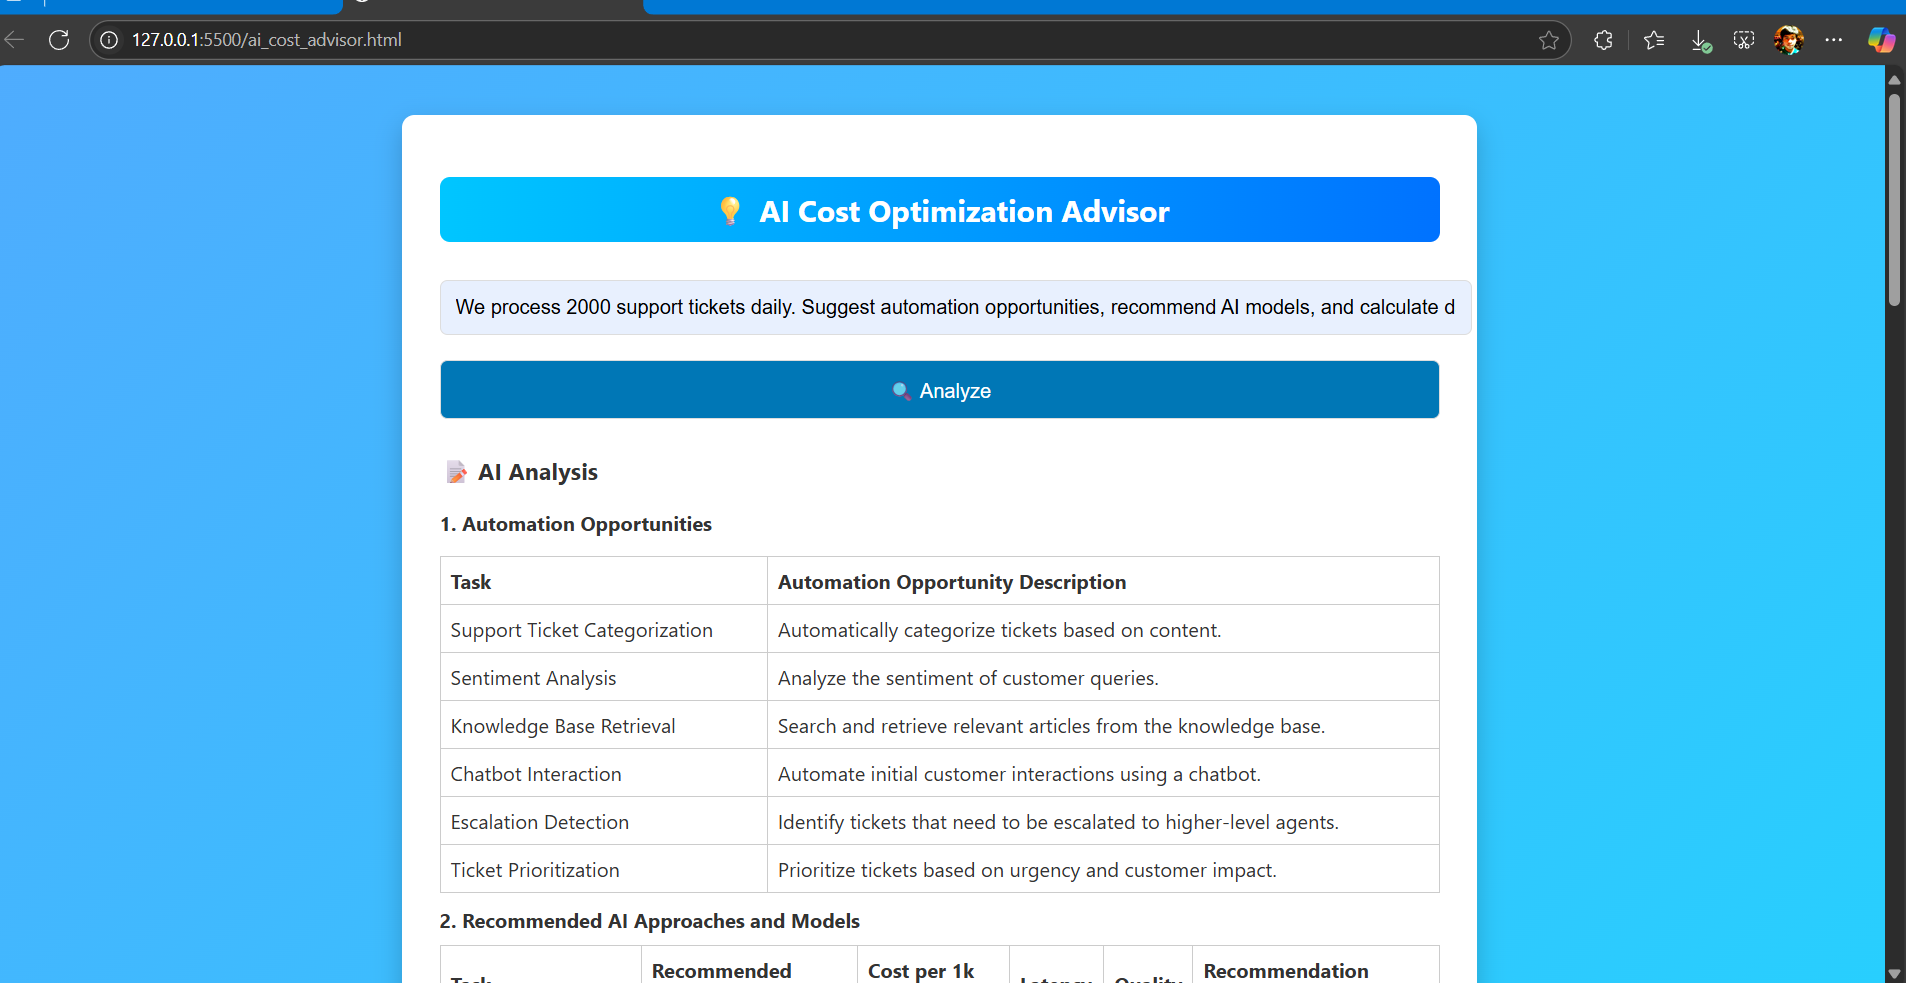 127.0.0.1:5500/ai_cost_advisor.html
AI Cost Optimization Advisor
We process 2000 support tickets daily. Suggest automation opportunities, recommend AI models, and calculate d
Analyze
AI Analysis
1. Automation Opportunities
Task Automation Opportunity Description
Support Ticket Categorization Automatically categorize tickets based on content.
Sentiment Analysis Analyze the sentiment of customer queries.
Knowledge Base Retrieval Search and retrieve relevant articles from the knowledge base.
Chatbot Interaction Automate initial customer interactions using a chatbot.
Escalation Detection Identify tickets that need to be escalated to higher-level agents.
Ticket Prioritization Prioritize tickets based on urgency and customer impact.
2. Recommended AI Approaches and Models
Recommended Cost per 1k Recommendation
Task Latency Quality